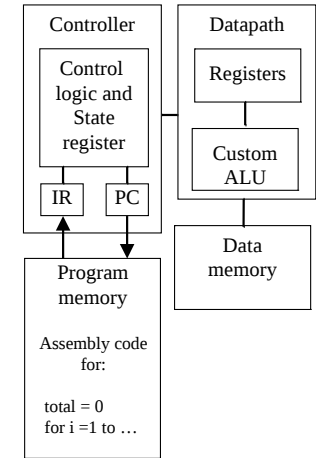 Controller
Control
logic and
State
register
IR
PC
Datapath
Registers
Custom
ALU
Data
memory
Program
memory
Assembly code
for:
total = 0
for i =1 to …